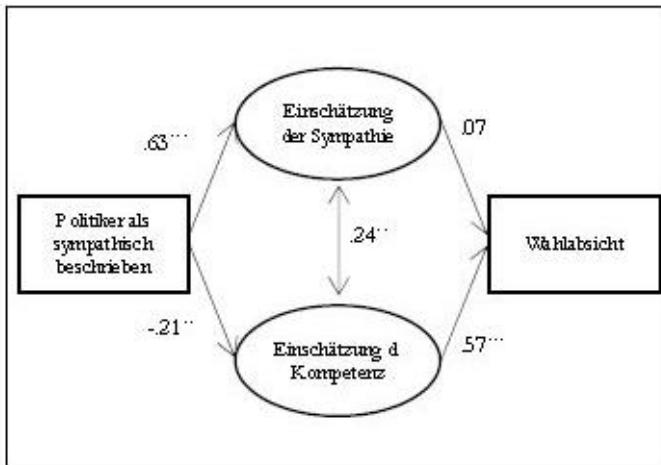 Einschätzung
der Sympathie
.63***
.07
Politiker als
sympathisch
beschrieben
.24**
Wahlabsicht
-.21**
.57***
Einschätzung d
Kompetenz